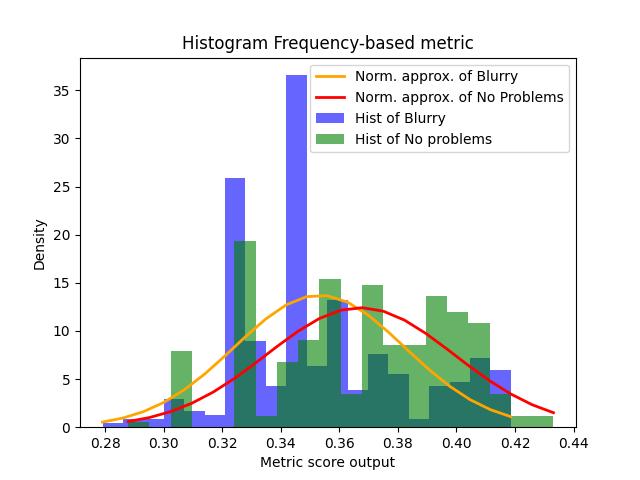 Histogram Frequency-based metric
Norm. approx. of Blurry
Norm. approx. of No Problems
Hist of Blurry
Hist of No problems
Density
35
30
25
20
15
10
5
0
0.28 0.30 0.32 0.34 0.36 0.38 0.40 0.42 0.44
Metric score output